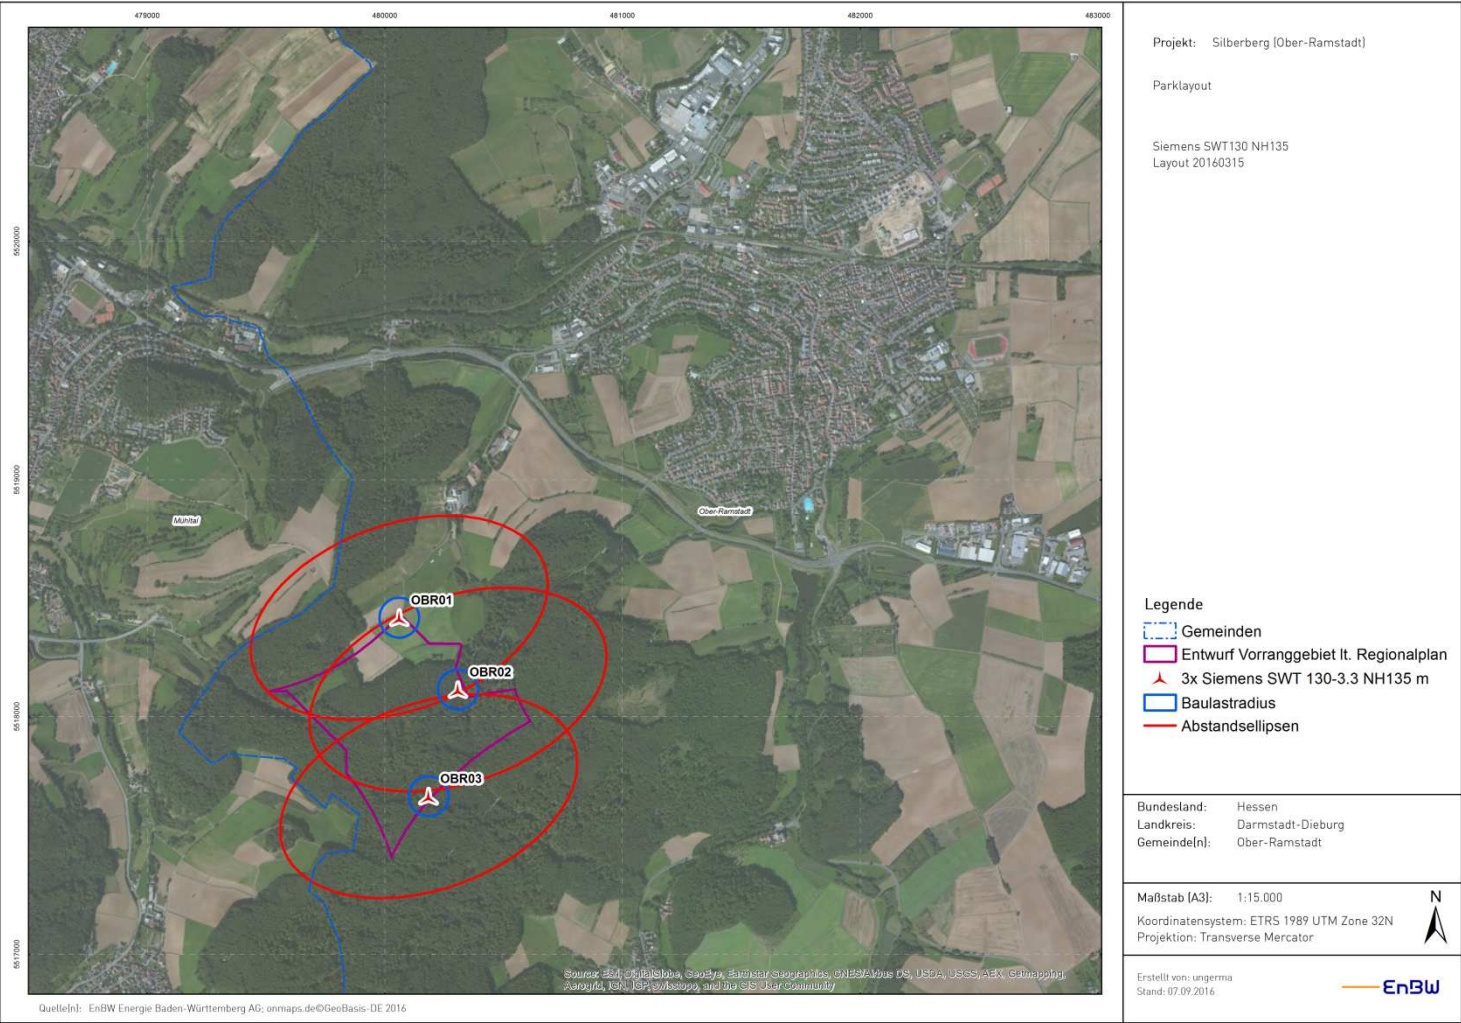 479000
480000
481000
482000
483000
5520000
5519000
5518000
5517000
Mühltal
Ober-Ramstadt
OBR01
OBR02
OBR03
Source: Esri, DigitalGlobe, GeoEye, Earthstar Geographics, CNES/Airbus DS, USDA, USGS, AEX, Getmapping,
Aerogrid, IGN, IGP, swisstopo, and the GIS User Community
Quelle(n): EnBW Energie Baden-Württemberg AG; onmaps.de©GeoBasis-DE 2016
Projekt: Silberberg (Ober-Ramstadt)
Parklayout
Siemens SWT130 NH135
Layout 20160315
Legende
Gemeinden
Entwurf Vorranggebiet lt. Regionalplan
3x Siemens SWT 130-3.3 NH135 m
Baulastradius
Abstandsellipsen
Bundesland: Hessen
Landkreis: Darmstadt-Dieburg
Gemeinde(n): Ober-Ramstadt
Maßstab (A3): 1:15.000
N
Koordinatensystem: ETRS 1989 UTM Zone 32N
Projektion: Transverse Mercator
Erstellt von: ungerma
Stand: 07.09.2016
EnBW